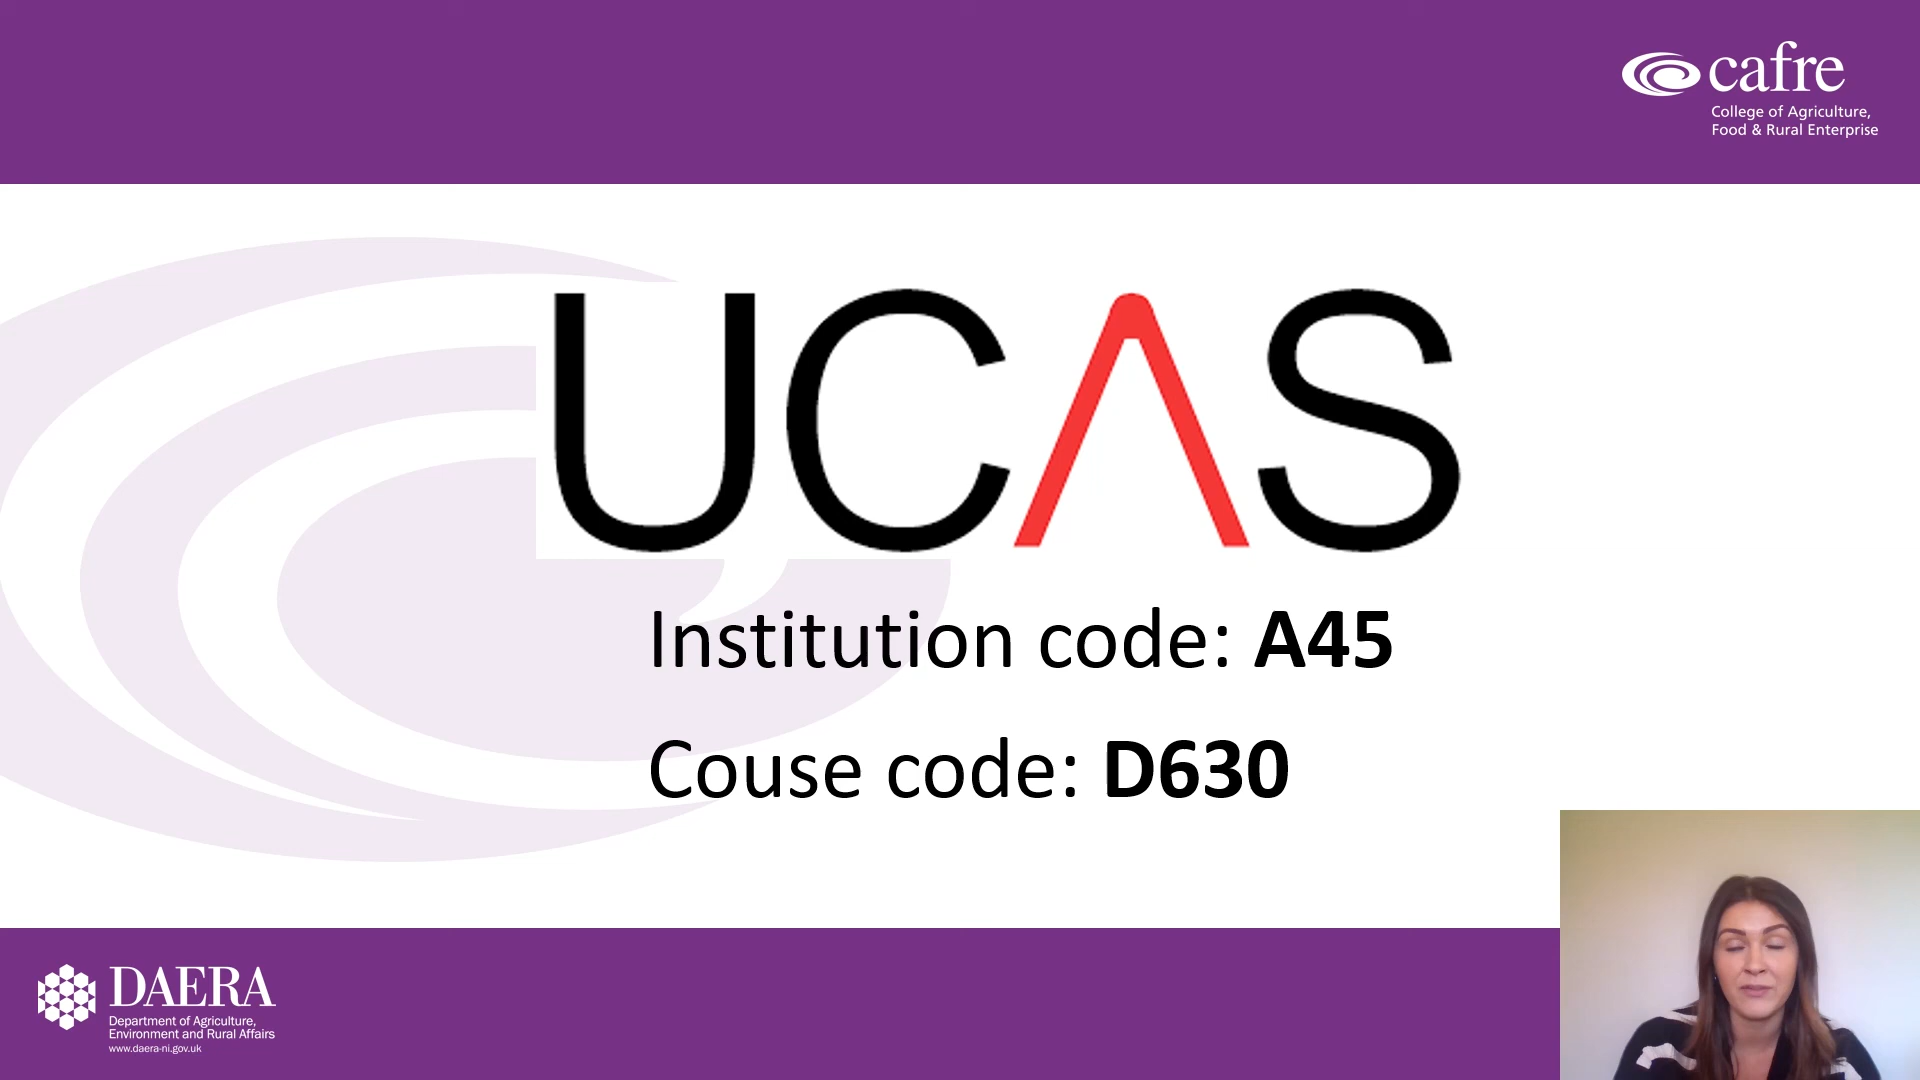 cafre
College of Agriculture,
Food & Rural Enterprise
UCAS
Institution code: A45
Couse code: D630
DAERA
Department of Agriculture,
Environment and Rural Affairs
www.daera-ni.gov.uk